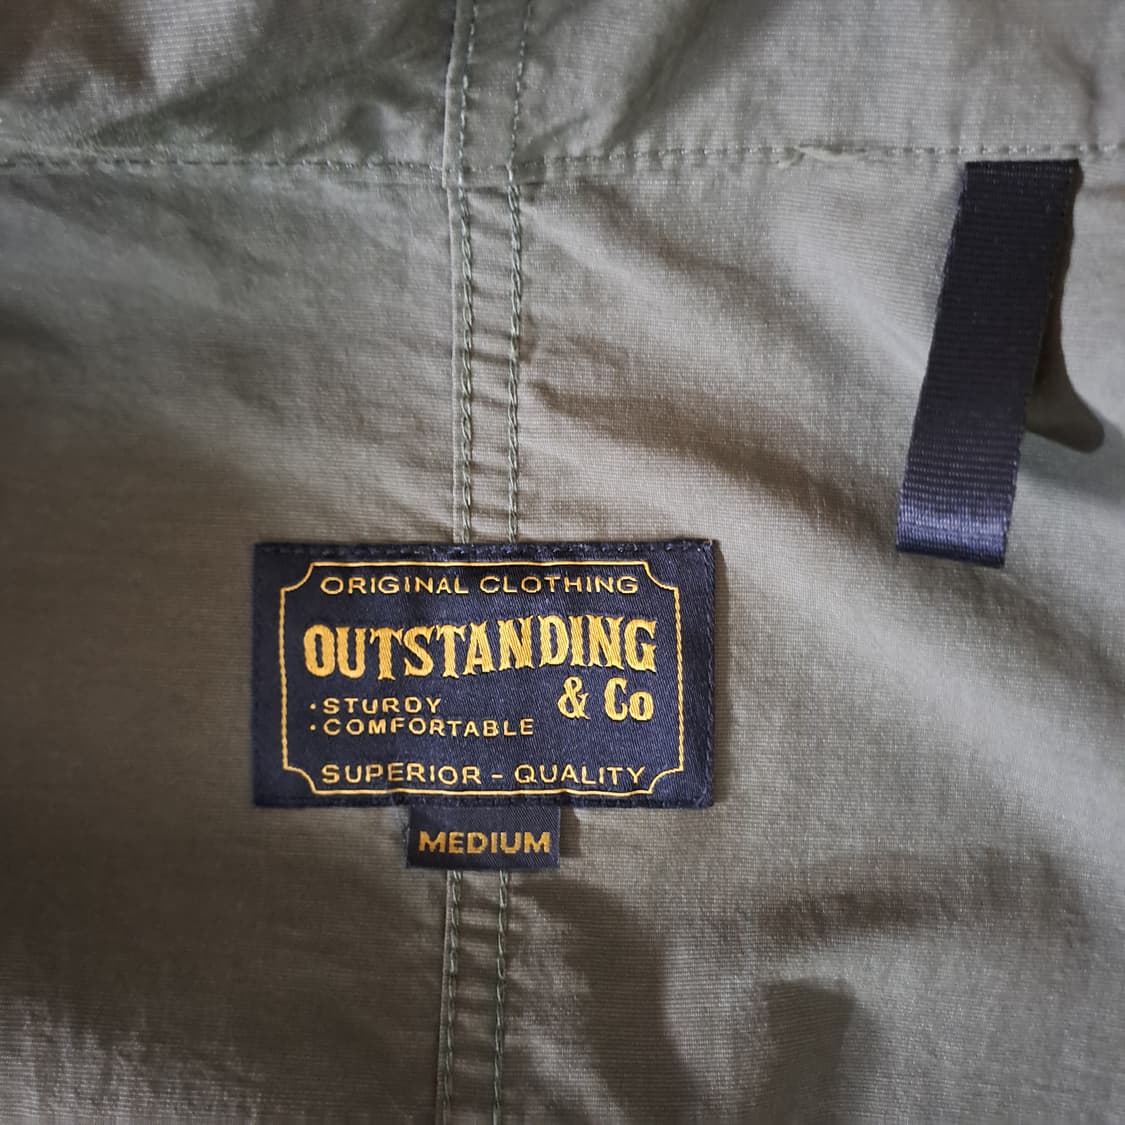 ORIGINAL CLOTHING
OUTSTANDING
& Co
·STURDY
·COMFORTABLE
SUPERIOR - QUALITY
MEDIUM